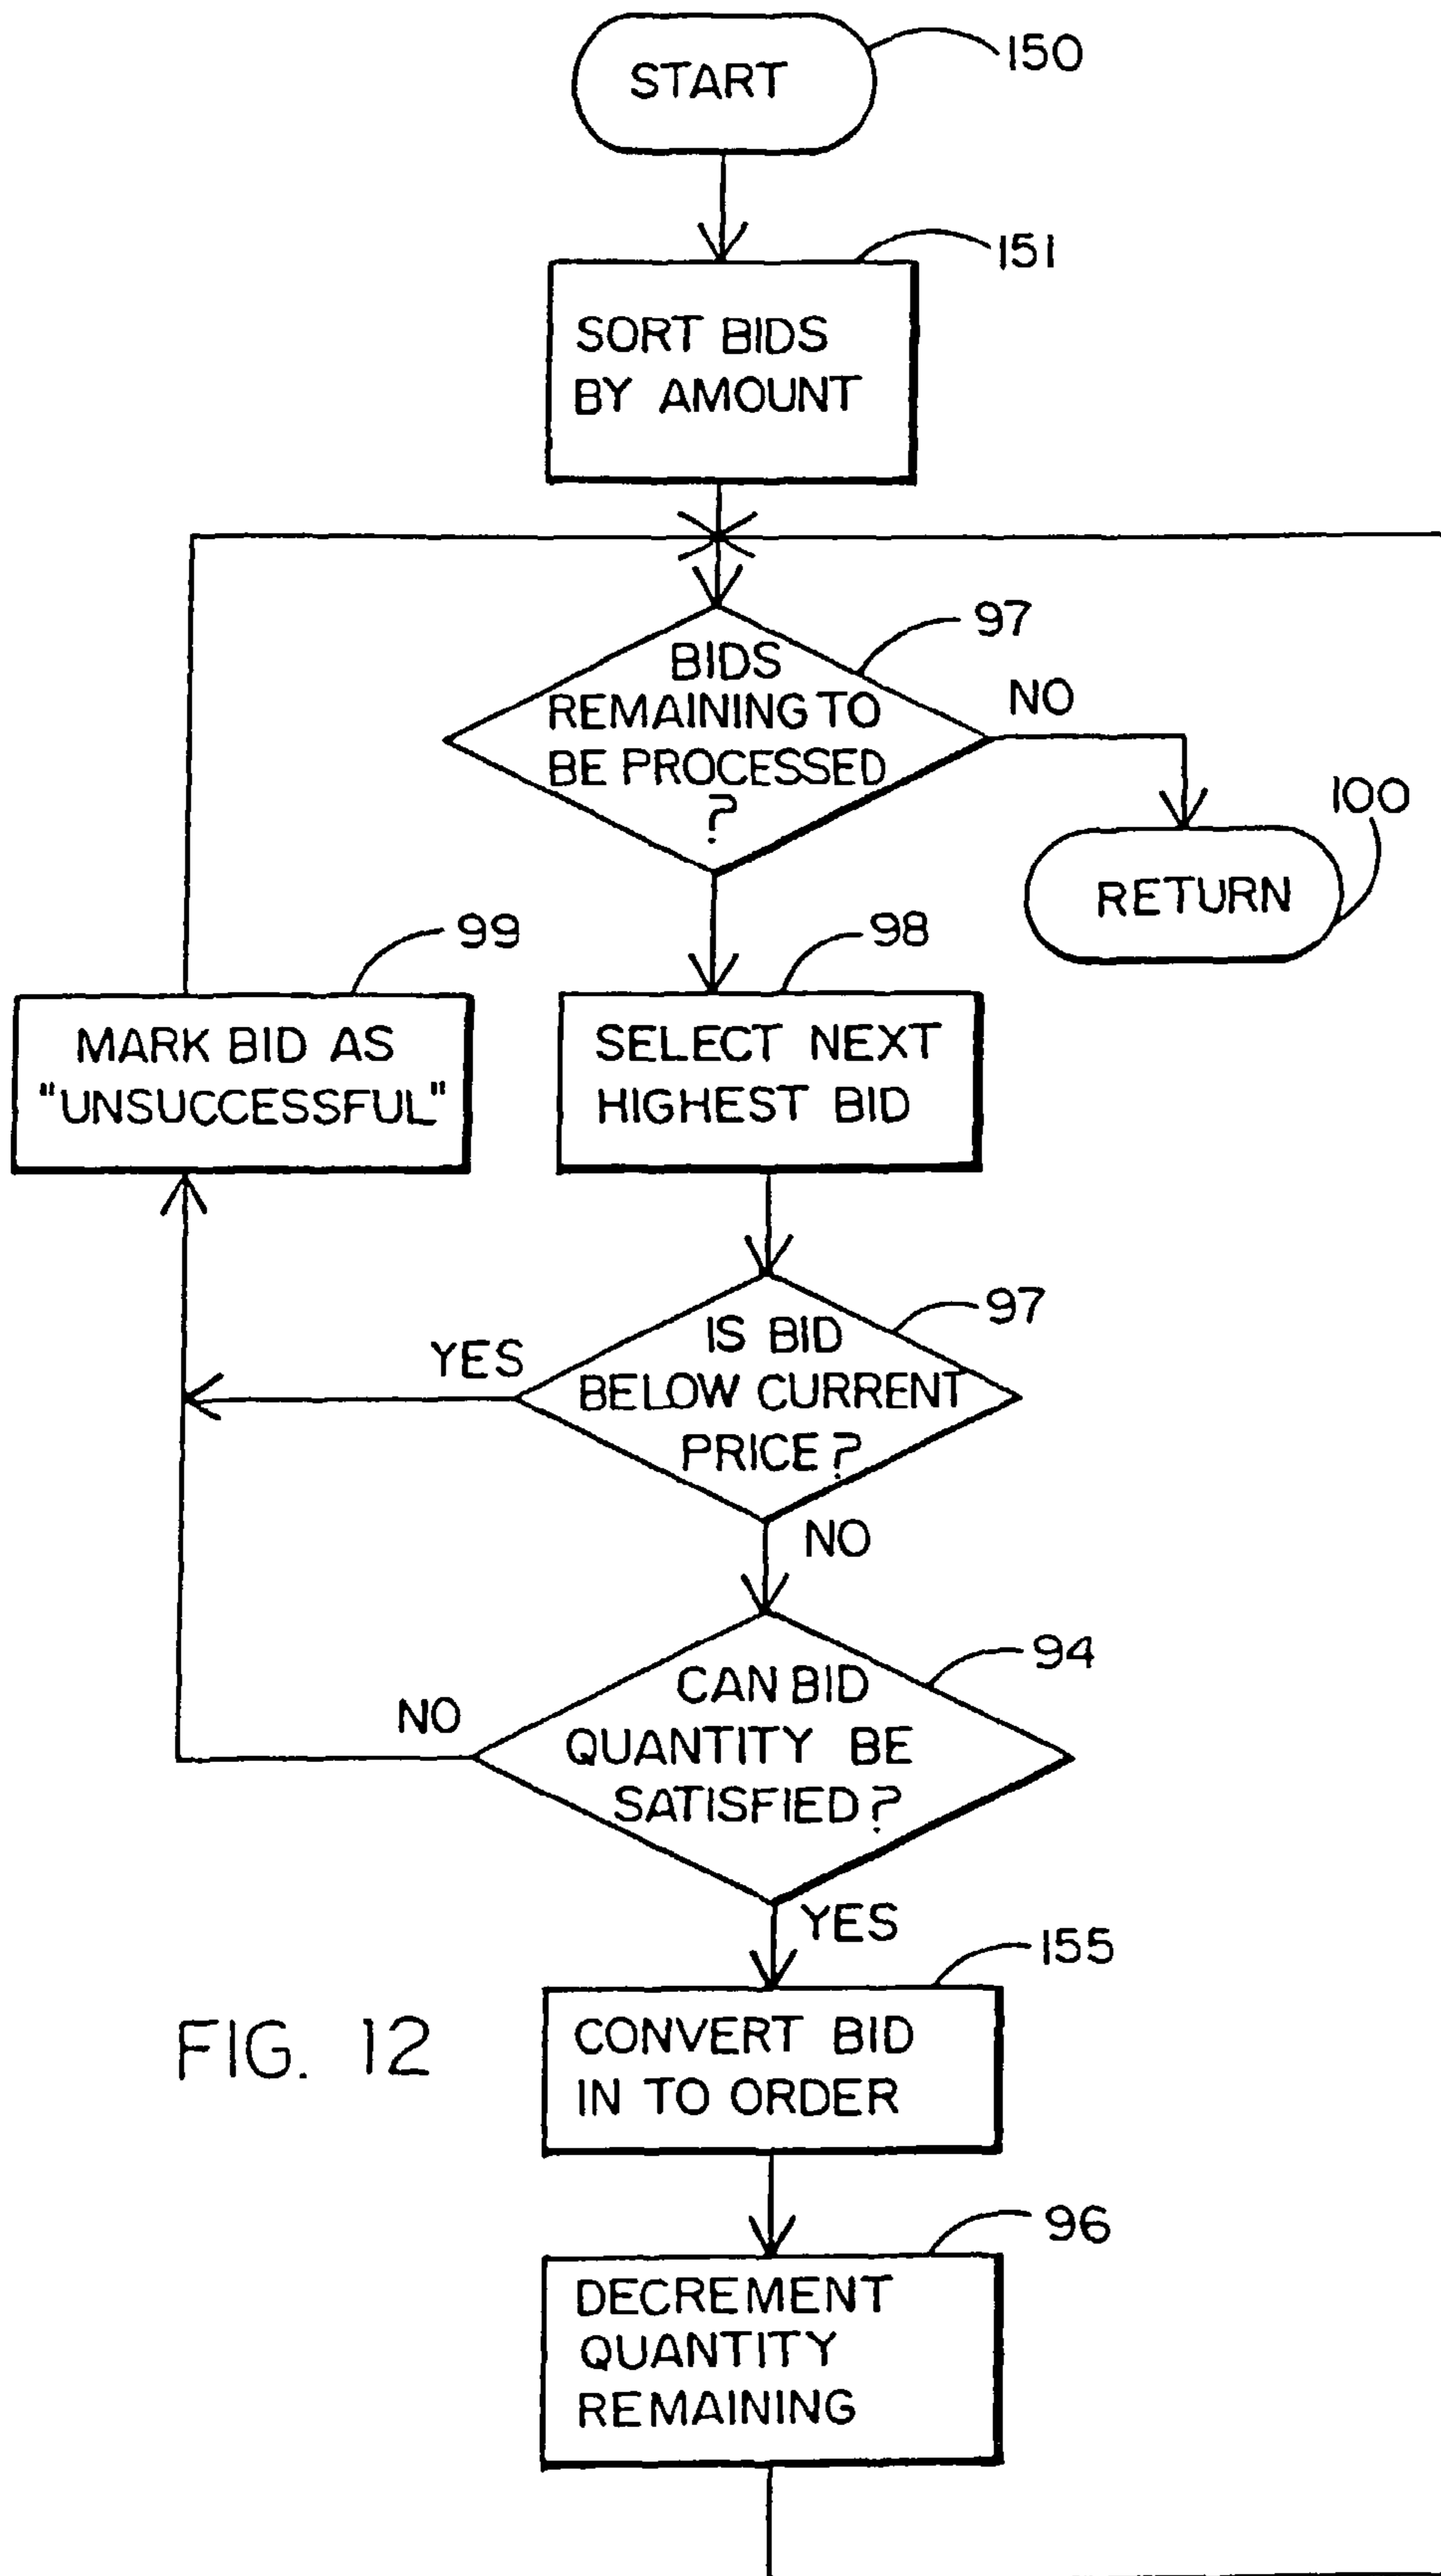 START
150
151
SORT BIDS
BY AMOUNT
97
BIDS
REMAINING TO
BE PROCESSED
?
NO
100
RETURN
99
MARK BID AS
"UNSUCCESSFUL"
98
SELECT NEXT
HIGHEST BID
97
IS BID
BELOW CURRENT
PRICE?
YES
NO
94
CAN BID
QUANTITY BE
SATISFIED?
NO
YES
155
CONVERT BID
IN TO ORDER
FIG. 12
96
DECREMENT
QUANTITY
REMAINING